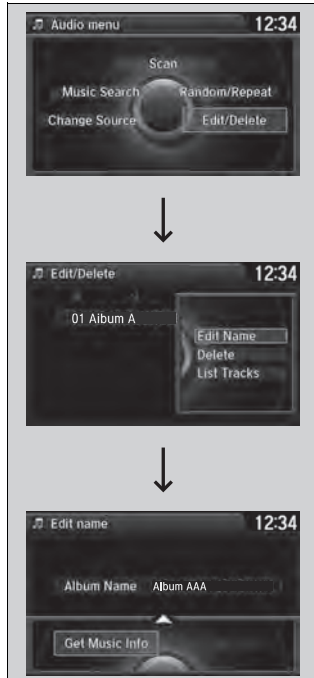 Audio menu 12:34
Scan
Music Search Random/Repeat
Change Source Edit/Delete
Edit/Delete 12:34
01 Aibum A
Edit Name
Delete
List Tracks
Edit name 12:34
Album Name Album AAA
Get Music Info